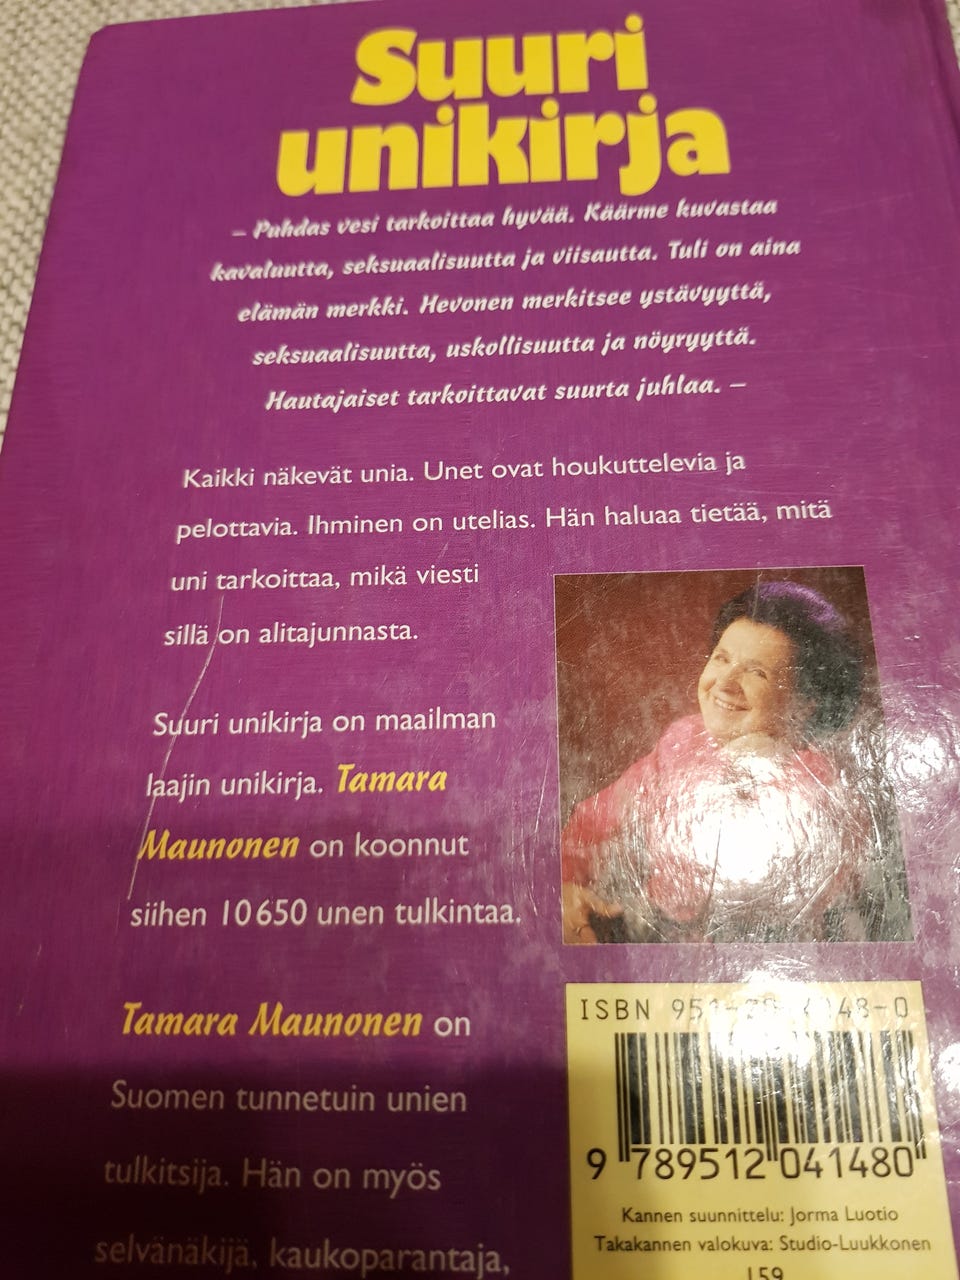 Suuri
unikirja
– Puhdas vesi tarkoittaa hyvää. Käärme kuvastaa
kavaluutta, seksuaalisuutta ja viisautta. Tuli on aina
elämän merkki. Hevonen merkitsee ystävyyttä,
seksuaalisuutta, uskollisuutta ja nöyryyttä.
Hautajaiset tarkoittavat suurta juhlaa. –
Kaikki näkevät unia. Unet ovat houkuttelevia ja
pelottavia. Ihminen on utelias. Hän haluaa tietää, mitä
uni tarkoittaa, mikä viesti
sillä on alitajunnasta.
Suuri unikirja on maailman
laajin unikirja. Tamara
Maunonen on koonnut
siihen 10650 unen tulkintaa.
Tamara Maunonen on
Suomen tunnetuin unien
tulkitsija. Hän on myös
selvänäkijä, kaukoparantaja,
ISBN
9 789512 041480
Kannen suunnittelu: Jorma Luotio
Takakannen valokuva: Studio-Luukkonen
159